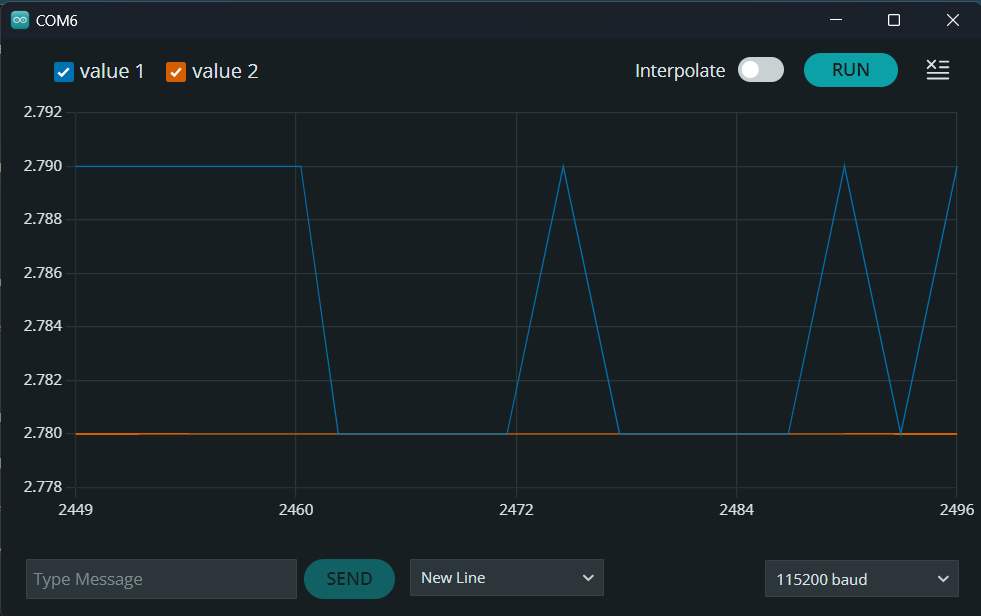 COM6
value 1 value 2 Interpolate RUN
2.792
2.790
2.788
2.786
2.784
2.782
2.780
2.778
2449 2460 2472 2484 2496
Type Message SEND New Line 115200 baud